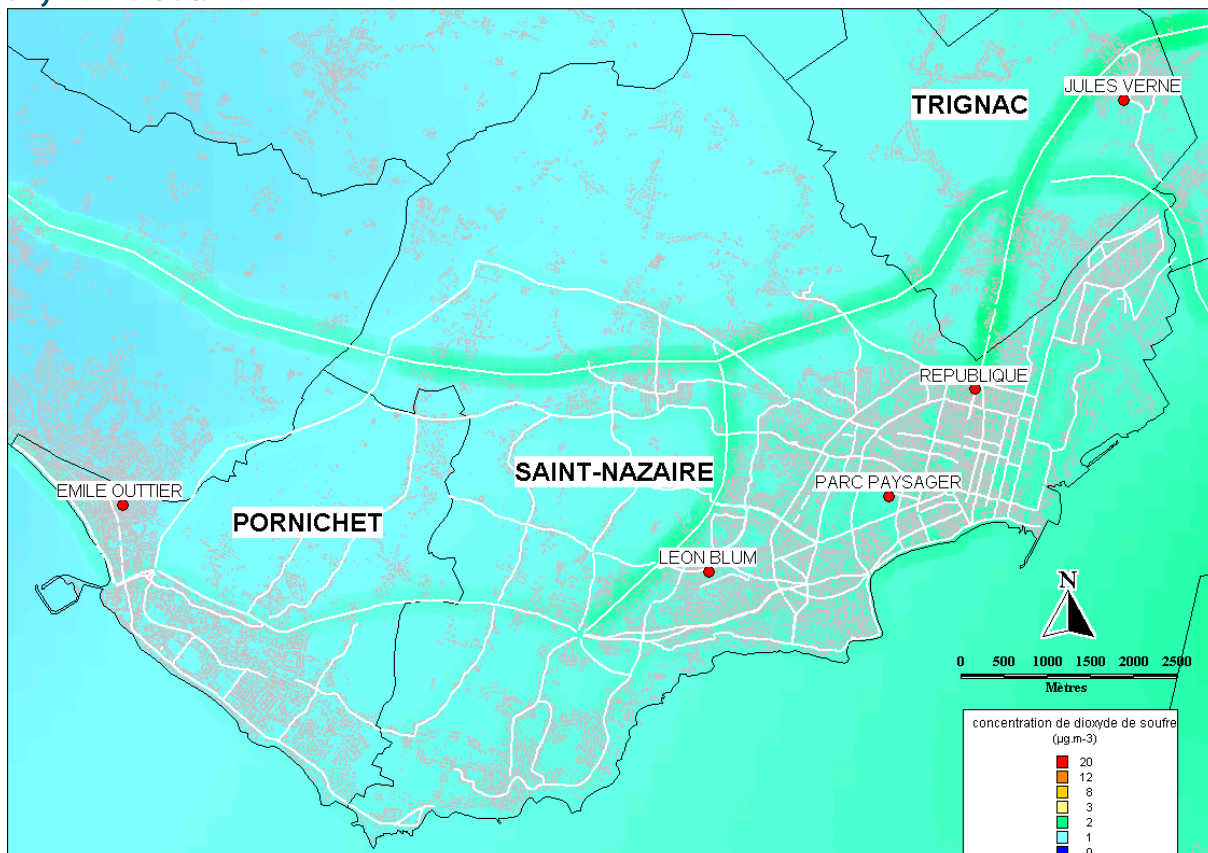 JULES VERNE
TRIGNAC
REPUBLIQUE
SAINT-NAZAIRE
PARC PAYSAGER
EMILE OUTTIER
PORNICHET
LEON BLUM
N
0 500 1000 1500 2000 2500
Mètres
concentration de dioxyde de soufre
(µg.m-3)
20
12
8
3
2
1
0